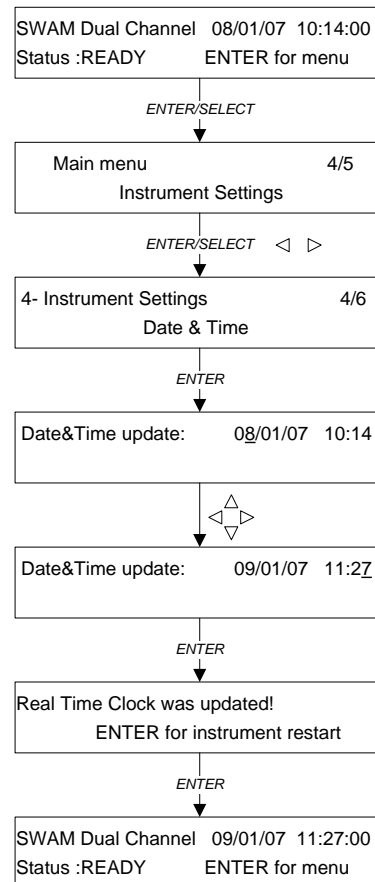 SWAM Dual Channel 08/01/07 10:14:00
Status :READY ENTER for menu
ENTER/SELECT
Main menu 4/5
Instrument Settings
ENTER/SELECT
4- Instrument Settings 4/6
Date & Time
ENTER
Date&Time update: 08/01/07 10:14
Date&Time update: 09/01/07 11:27
ENTER
Real Time Clock was updated!
ENTER for instrument restart
ENTER
SWAM Dual Channel 09/01/07 11:27:00
Status :READY ENTER for menu